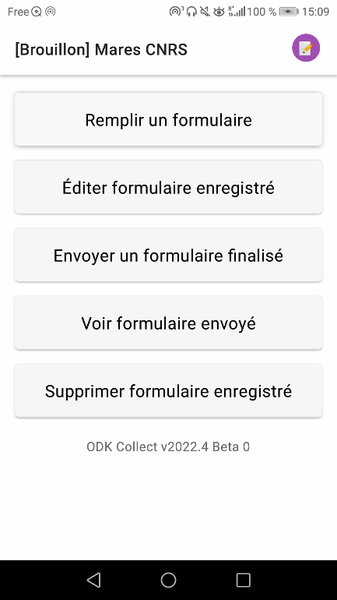 Free 100 % 15:09
[Brouillon] Mares CNRS
Remplir un formulaire
Éditer formulaire enregistré
Envoyer un formulaire finalisé
Voir formulaire envoyé
Supprimer formulaire enregistré
ODK Collect v2022.4 Beta 0